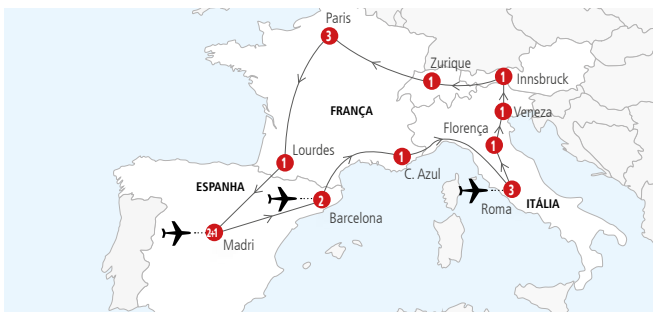 Paris
3
Zurique
1
1
Innsbruck
1
Veneza
FRANÇA
Florença
1
1
Lourdes
1
C. Azul
ESPANHA
2
Barcelona
3
Roma
ITÁLIA
2+1
Madri